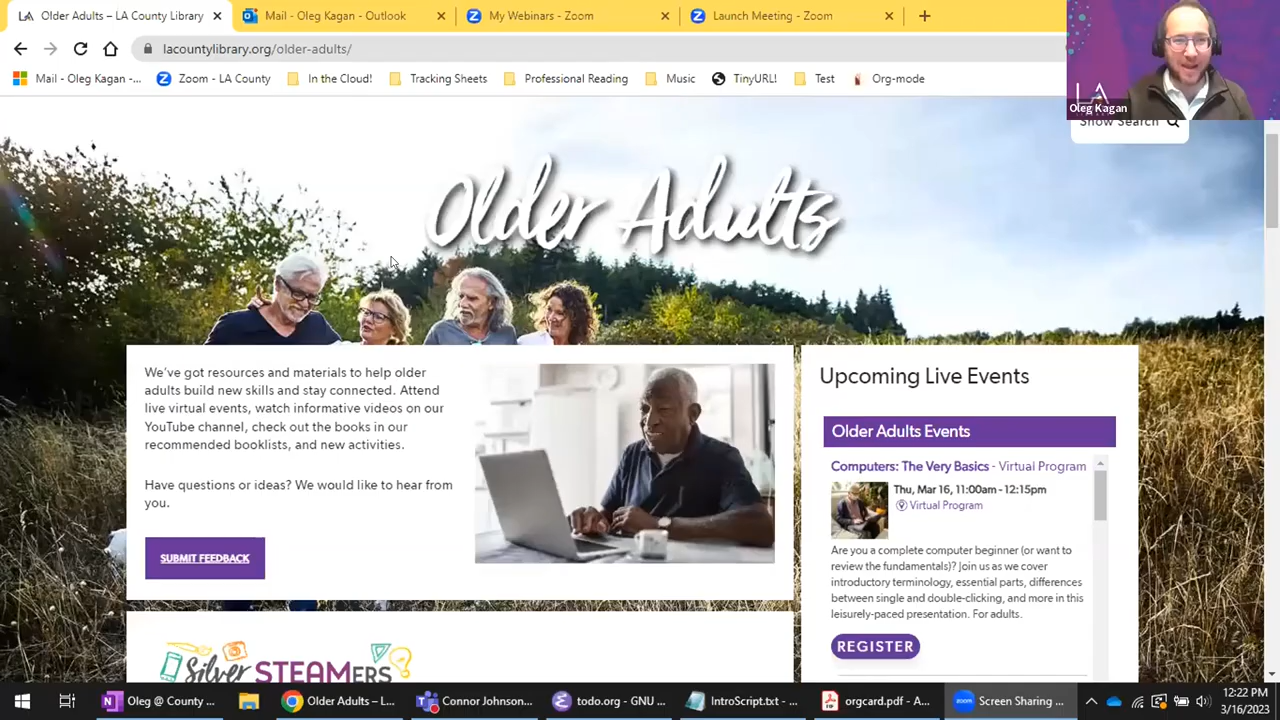 Older Adults – LA County Library
Mail - Oleg Kagan - Outlook
My Webinars - Zoom
Launch Meeting - Zoom
lacountylibrary.org/older-adults/
Mail - Oleg Kagan -...
Zoom - LA County
In the Cloud!
Tracking Sheets
Professional Reading
Music
TinyURL!
Test
Org-mode
LA
Oleg Kagan
Show Search
Older Adults
We've got resources and materials to help older
adults build new skills and stay connected. Attend
live virtual events, watch informative videos on our
YouTube channel, check out the books in our
recommended booklists, and new activities.
Have questions or ideas? We would like to hear from
you.
SUBMIT FEEDBACK
Silver STEAMERS
Upcoming Live Events
Older Adults Events
Computers: The Very Basics - Virtual Program
Thu, Mar 16, 11:00am - 12:15pm
Virtual Program
Are you a complete computer beginner (or want to
review the fundamentals)? Join us as we cover
introductory terminology, essential parts, differences
between single and double-clicking, and more in this
leisurely-paced presentation. For adults.
REGISTER
Oleg @ County ...
Older Adults – L...
Connor Johnson...
todo.org - GNU ...
IntroScript.txt - ...
orgcard.pdf - A...
Screen Sharing ...
12:22 PM
3/16/2023